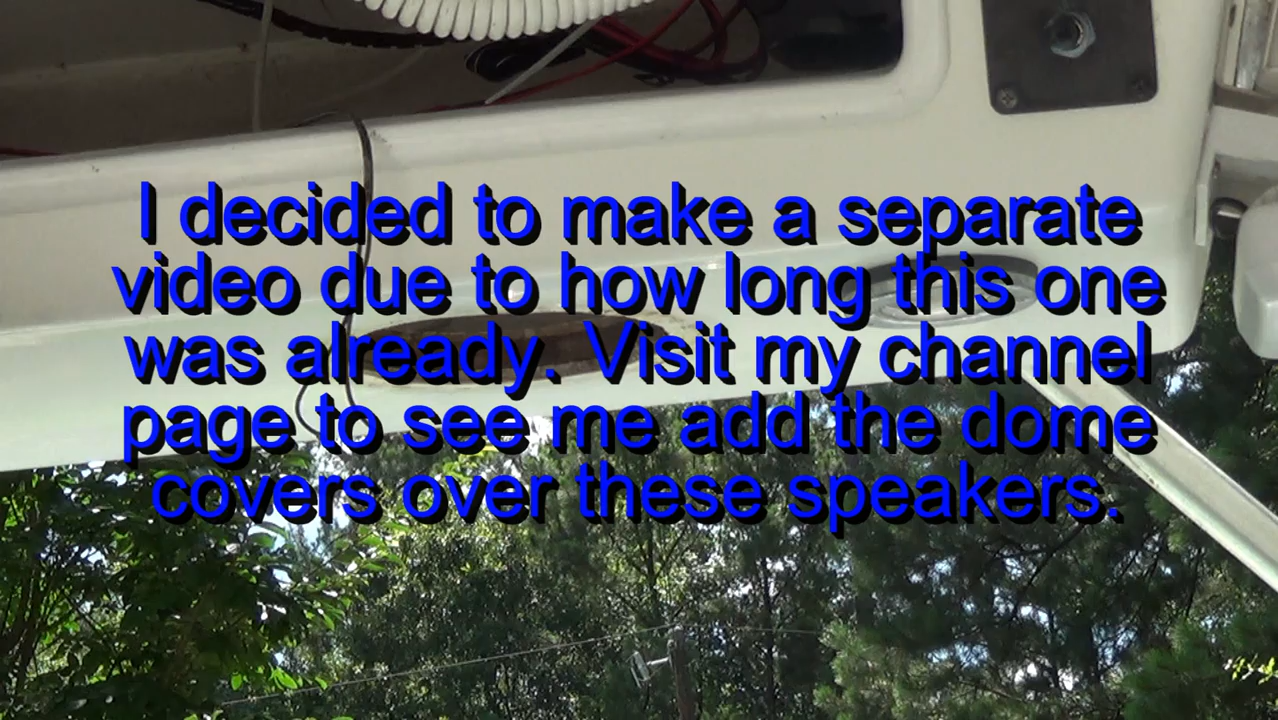 I decided to make a separate
video due to how long this one
was already. Visit my channel
page to see me add the dome
covers over these speakers.